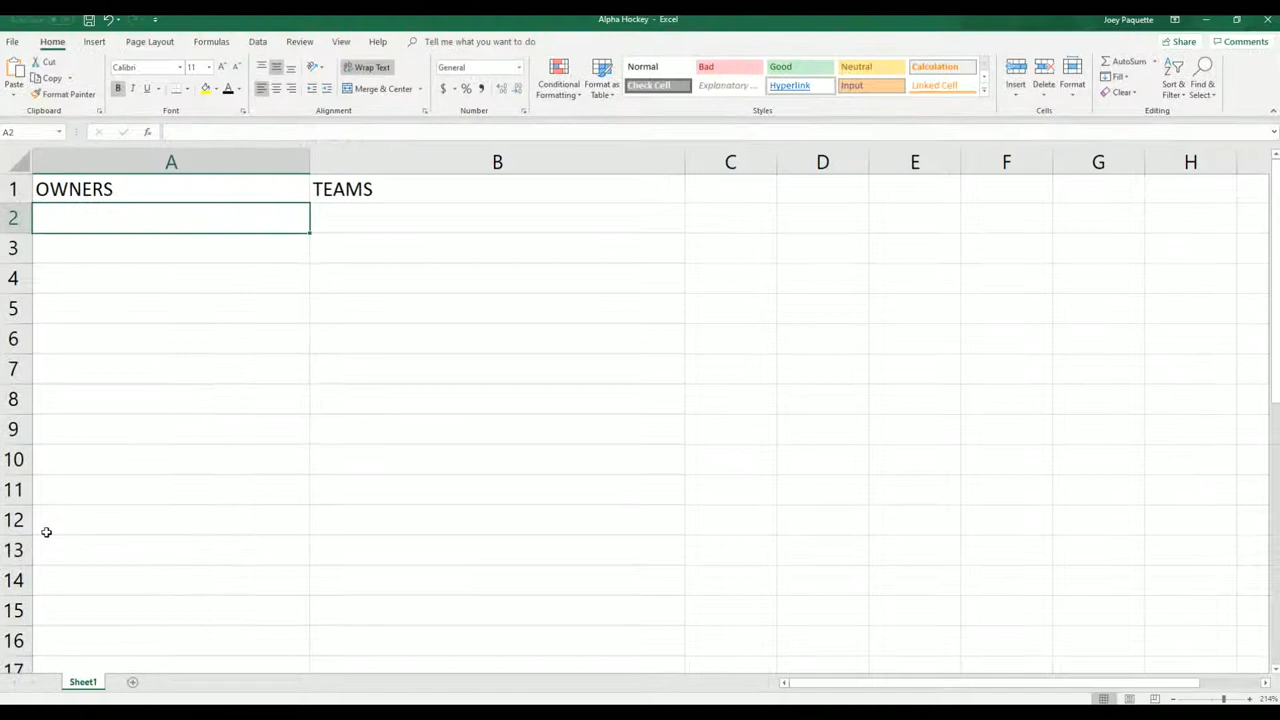 Alpha Hockey - Excel
Joey Paquette
File Home Insert Page Layout Formulas Data Review View Help Tell me what you want to do Share Comments
Cut
Copy
Format Painter
Paste
Clipboard
Calibri 11
B I U
Font
Wrap Text
Merge & Center
Alignment
General
$ % 9
Number
Conditional Formatting
Format as Table
Normal Bad Good Neutral Calculation
Check Cell Explanatory ... Hyperlink Input Linked Cell
Styles
Insert Delete Format
Cells
AutoSum
Fill
Clear
Sort & Filter
Find & Select
Editing
A2 fx
A B C D E F G H
1 OWNERS TEAMS
2
3
4
5
6
7
8
9
10
11
12
13
14
15
16
17
Sheet1
214%